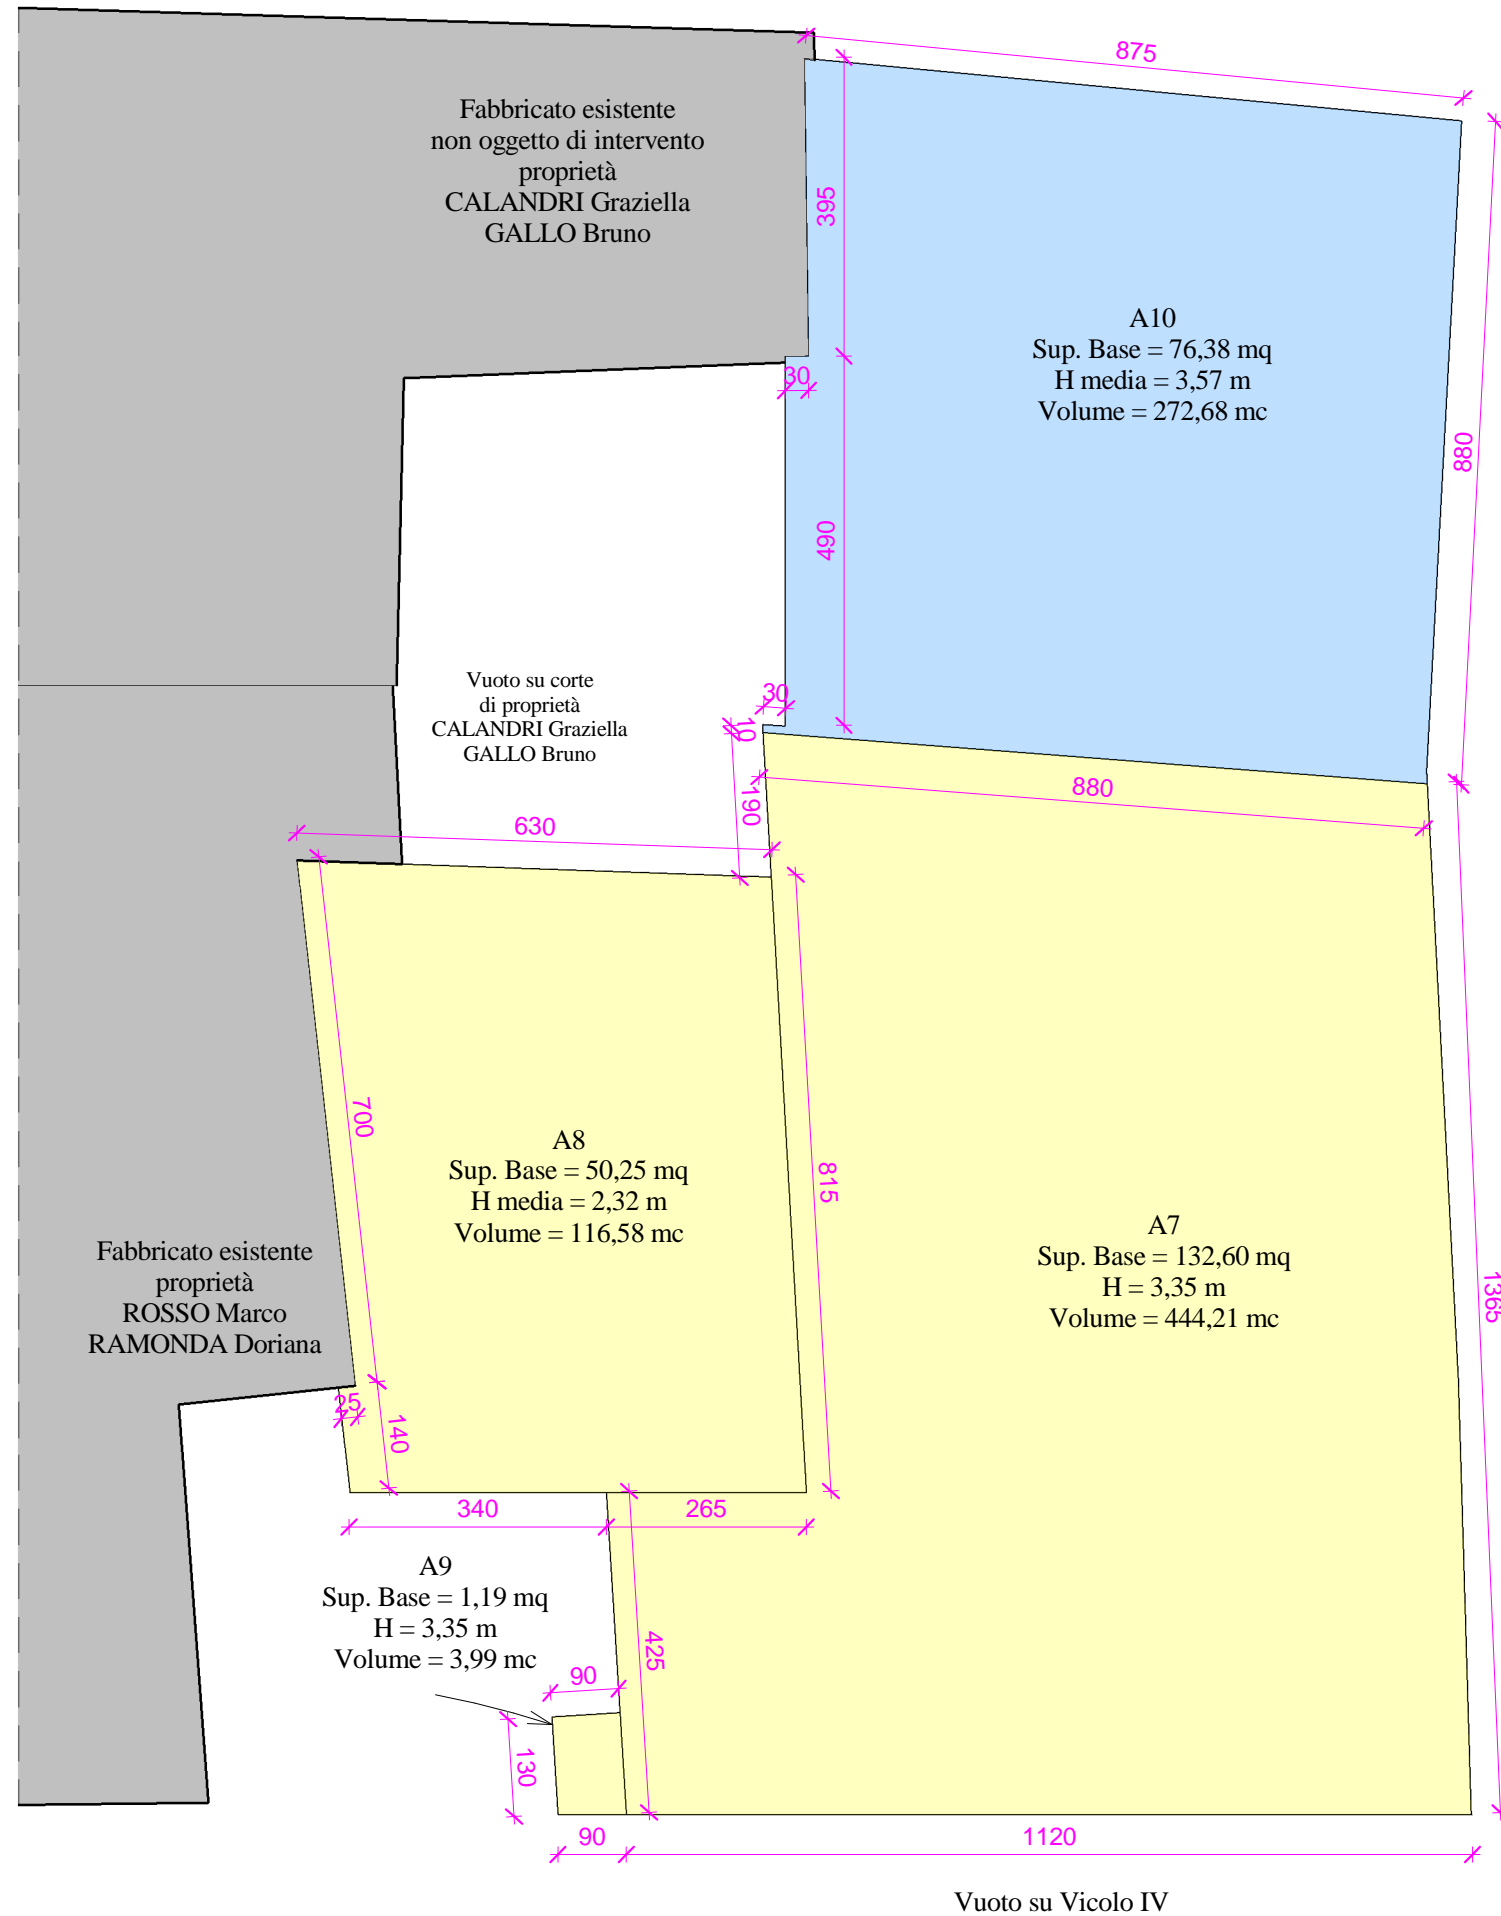 875
Fabbricato esistente
non oggetto di intervento
proprietà
CALANDRI Graziella
GALLO Bruno
395
A10
Sup. Base = 76,38 mq
H media = 3,57 m
Volume = 272,68 mc
30
880
490
Vuoto su corte
di proprietà
CALANDRI Graziella
GALLO Bruno
30
10
190
880
630
700
A8
Sup. Base = 50,25 mq
H media = 2,32 m
Volume = 116,58 mc
815
A7
Sup. Base = 132,60 mq
H = 3,35 m
Volume = 444,21 mc
1365
Fabbricato esistente
proprietà
ROSSO Marco
RAMONDA Doriana
25
140
340
265
A9
Sup. Base = 1,19 mq
H = 3,35 m
Volume = 3,99 mc
425
90
130
90
1120
Vuoto su Vicolo IV